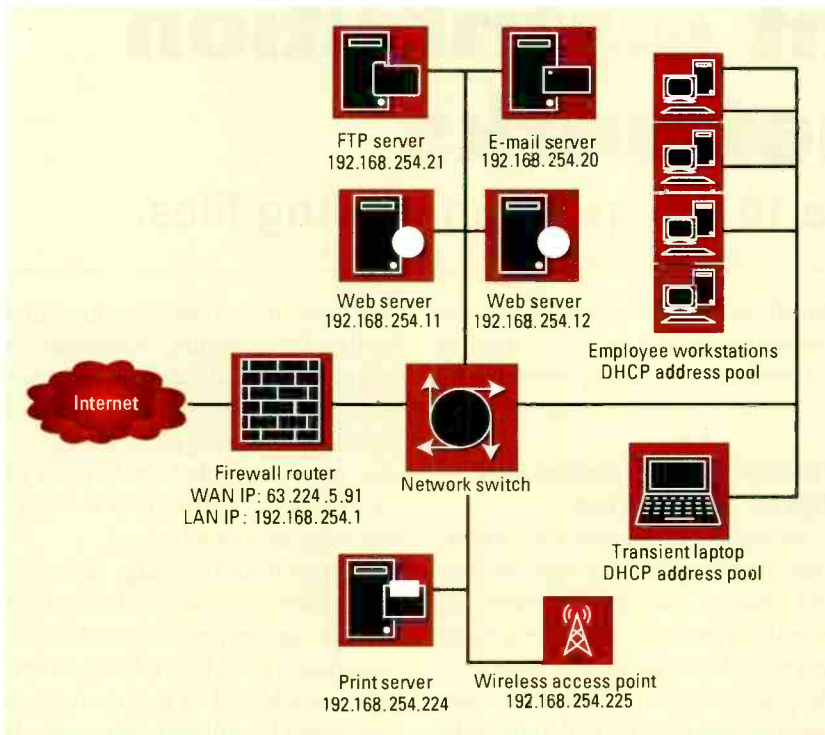 FTP server
192.168.254.21
E-mail server
192.168.254.20
Web server
192.168.254.11
Web server
192.168.254.12
Employee workstations
DHCP address pool
Internet
Firewall router
WAN IP: 63.224.5.91
LAN IP: 192.168.254.1
Network switch
Transient laptop
DHCP address pool
Print server
192.168.254.224
Wireless access point
192.168.254.225